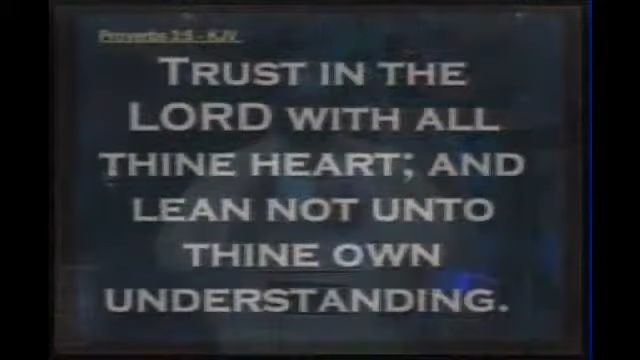 Proverbs 3:5 - KJV
TRUST IN THE
LORD WITH ALL
THINE HEART; AND
LEAN NOT UNTO
THINE OWN
UNDERSTANDING.